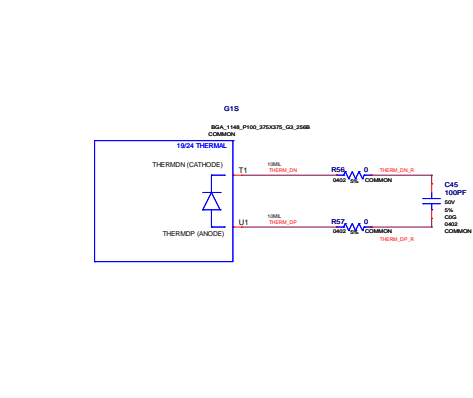 G1S
BGA_1148_P100_37SX37S_G3_256B
COMMON
19/24 THERMAL
THERMDN (CATHODE)
T1
10MIL
THERM_DN
R56
0
THERM_DN_R
0402
5%
COMMON
C45
100PF
50V
5%
C0G
0402
COMMON
U1
10MIL
THERM_DP
R57
0
THERMDP (ANODE)
0402
5%
COMMON
THERM_DP_R